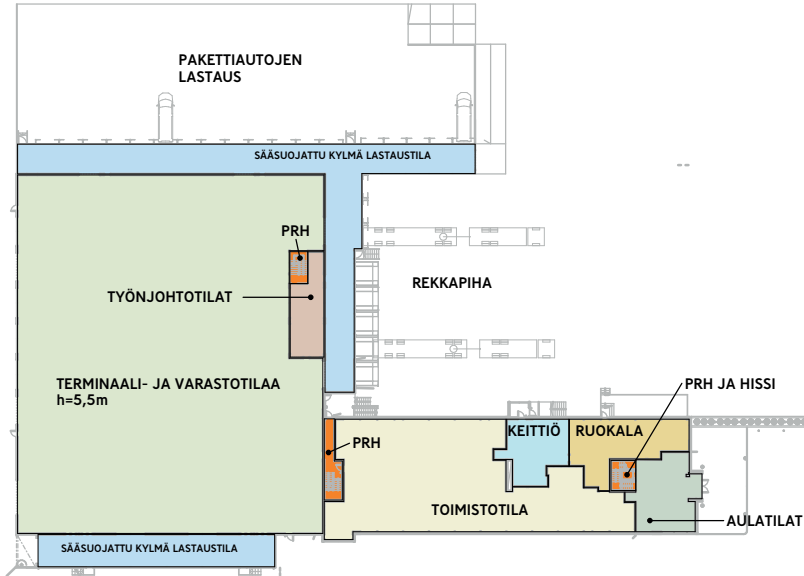 PAKETTIAUTOJEN
LASTAUS
SÄÄSUOJATTU KYLMÄ LASTAUSTILA
PRH
TYÖNJOHTOTILAT
REKKAPIHA
TERMINAALI- JA VARASTOTILAA
h=5,5m
PRH JA HISSI
KEITTIÖ
RUOKALA
PRH
TOIMISTOTILA
AULATILAT
SÄÄSUOJATTU KYLMÄ LASTAUSTILA